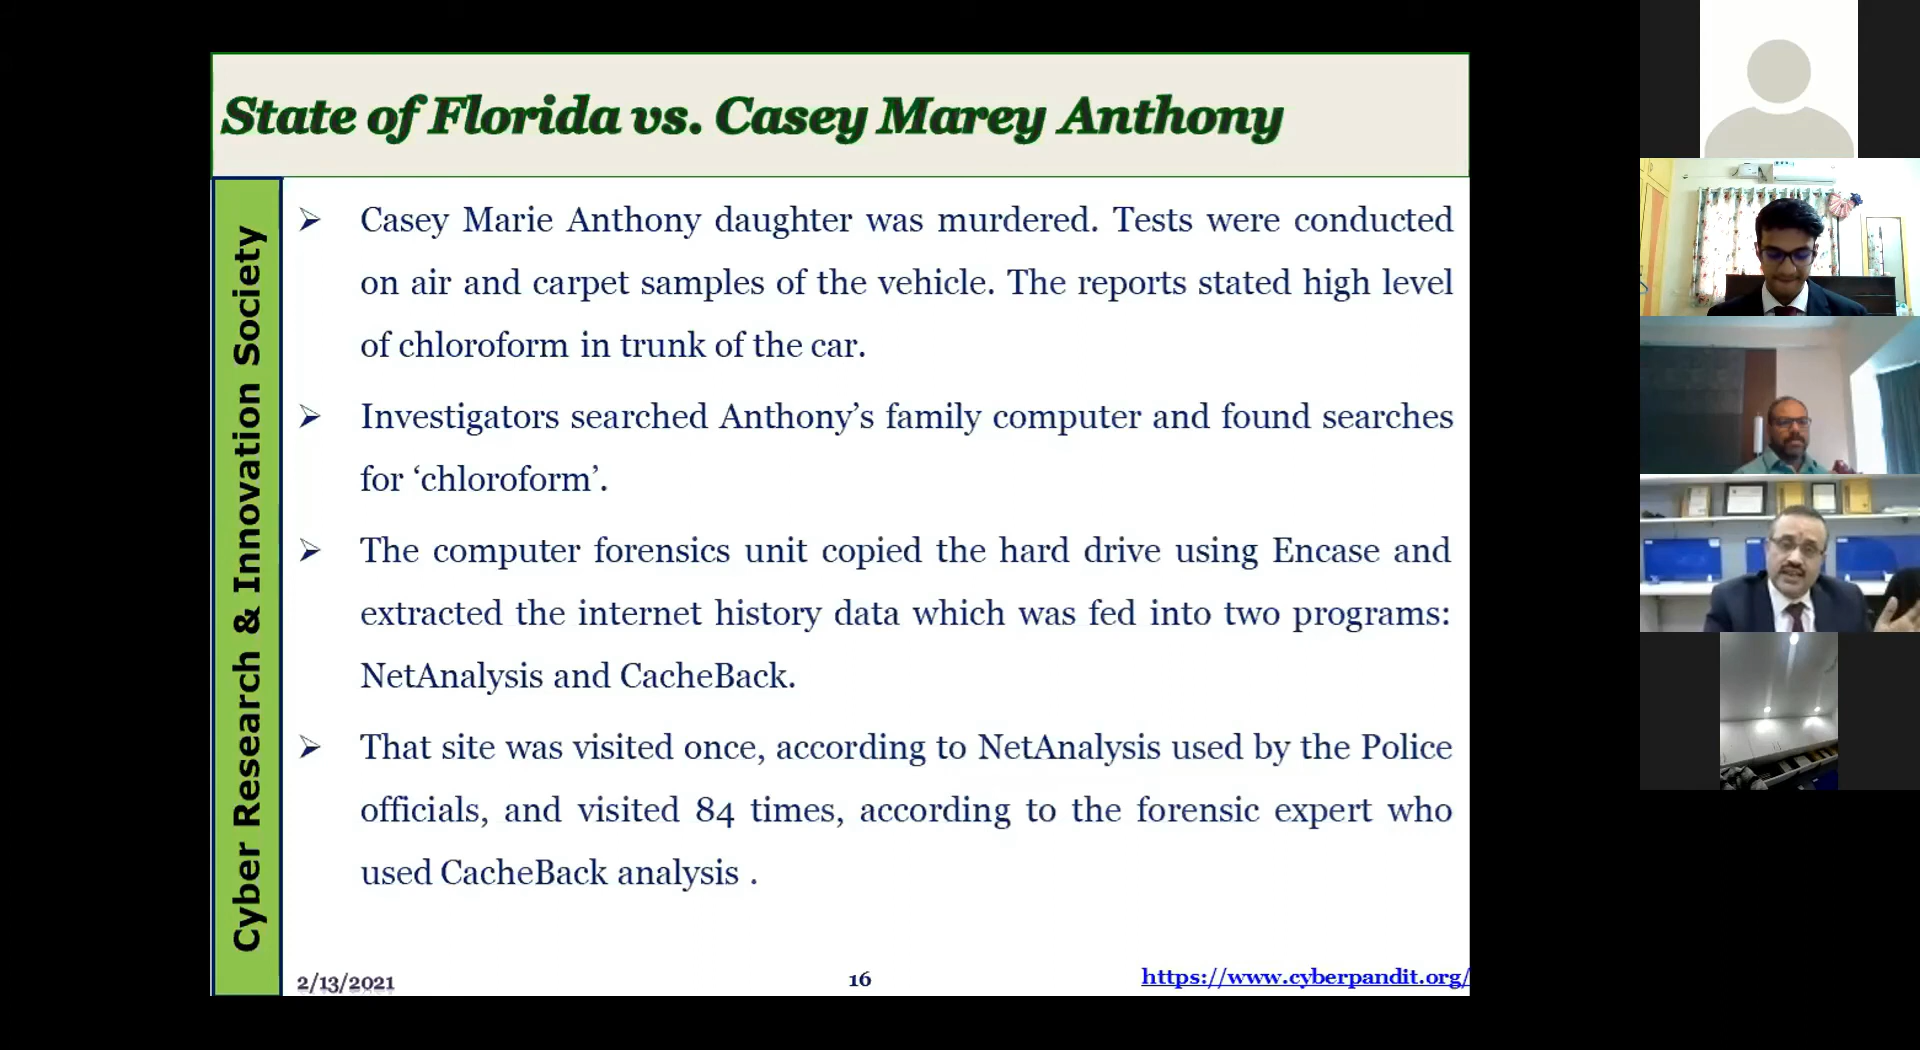 State of Florida vs. Casey Marey Anthony
Cyber Research & Innovation Society
Casey Marie Anthony daughter was murdered. Tests were conducted
on air and carpet samples of the vehicle. The reports stated high level
of chloroform in trunk of the car.
Investigators searched Anthony’s family computer and found searches
for ‘chloroform’.
The computer forensics unit copied the hard drive using Encase and
extracted the internet history data which was fed into two programs:
NetAnalysis and CacheBack.
That site was visited once, according to NetAnalysis used by the Police
officials, and visited 84 times, according to the forensic expert who
used CacheBack analysis .
2/13/2021
16
https://www.cyberpandit.org/